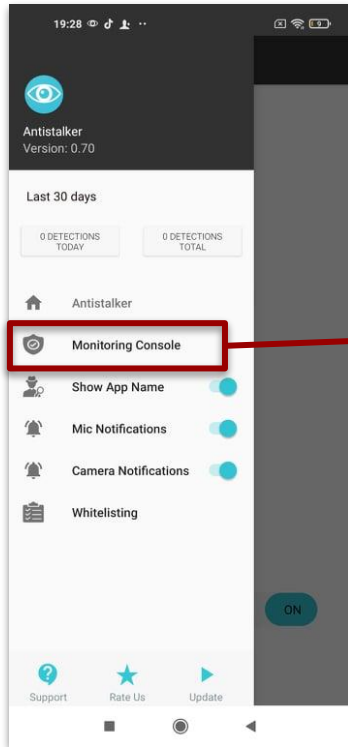 19:28
Antistalker
Version: 0.70
Last 30 days
0 DETECTIONS
TODAY
0 DETECTIONS
TOTAL
Antistalker
Monitoring Console
Show App Name
Mic Notifications
Camera Notifications
Whitelisting
ON
Support
Rate Us
Update